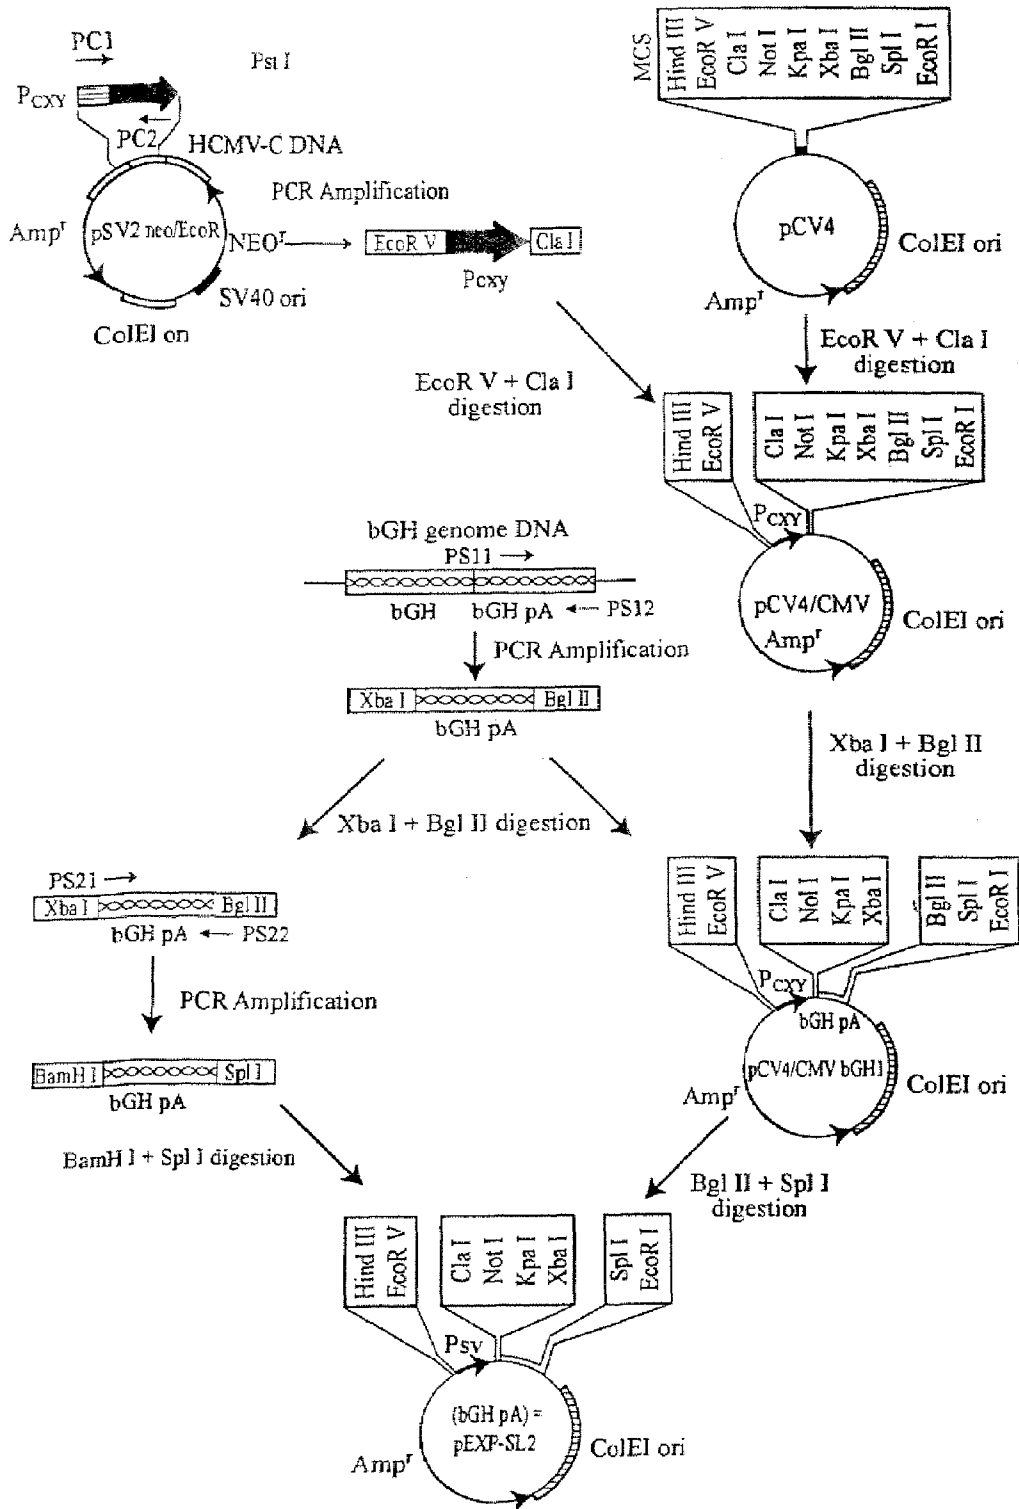 PC1
Pst I
PCXY
PC2
HCMV-C DNA
PCR Amplification
Ampr
pSV2 neo/EcoR
NEOr
EcoR V
Cla I
Pcxy
SV40 ori
ColEI ori
MCS
Hind III
EcoR V
Cla I
Not I
Kpa I
Xba I
Bgl II
Spl I
EcoR I
pCV4
ColEI ori
Ampr
EcoR V + Cla I
digestion
EcoR V + Cla I
digestion
Hind III
EcoR V
Cla I
Not I
Kpa I
Xba I
Bgl II
Spl I
EcoR I
PCXY
pCV4/CMV
Ampr
ColEI ori
bGH genome DNA
PS11
bGH
bGH pA
PS12
PCR Amplification
Xba I
Bgl II
bGH pA
Xba I + Bgl II
digestion
Xba I + Bgl II digestion
PS21
Xba I
Bgl II
bGH pA
PS22
PCR Amplification
BamH I
Spl I
bGH pA
BamH I + Spl I digestion
Hind III
EcoR V
Cla I
Nol I
Kpa I
Xba I
Bgl II
Spl I
EcoR I
PCXY
bGH pA
pCV4/CMV bGH1
Ampr
ColEI ori
Bgl II + Spl I
digestion
Hind III
EcoR V
Cla I
Not I
Kpa I
Xba I
Spl I
EcoR I
Psv
(bGH pA) =
pEXP-SL2
Ampr
ColEI ori